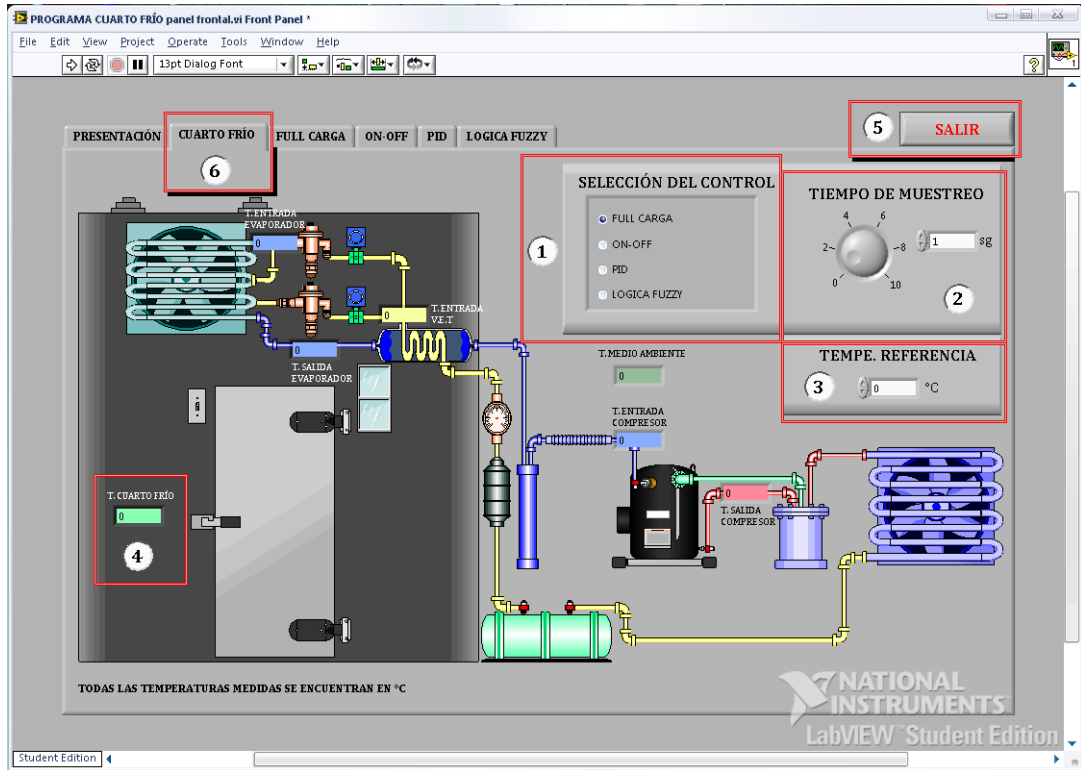 PROGRAMA CUARTO FRÍO panel frontal.vi Front Panel *
File Edit View Project Operate Tools Window Help
13pt Dialog Font
?
1
PRESENTACIÓN CUARTO FRÍO FULL CARGA ON-OFF PID LOGICA FUZZY
6
5 SALIR
SELECCIÓN DEL CONTROL
FULL CARGA
ON-OFF
PID
LOGICA FUZZY
1
TIEMPO DE MUESTREO
4 6
2 8
0 10
1 sg
2
TEMPE. REFERENCIA
3 0 °C
T. ENTRADA
EVAPORADOR
0
T. ENTRADA
V.E.T
0
0
T. SALIDA
EVAPORADOR
T. MEDIO AMBIENTE
0
T. ENTRADA
COMPRESOR
0
0
T. SALIDA
COMPRESOR
T. CUARTO FRÍO
0
4
TODAS LAS TEMPERATURAS MEDIDAS SE ENCUENTRAN EN °C
NATIONAL
INSTRUMENTS
LabVIEW™ Student Edition
Student Edition